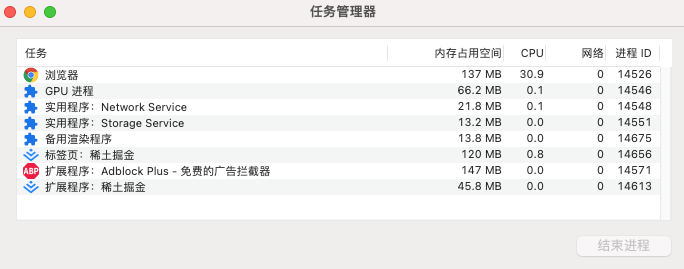 任务管理器
任务 内存占用空间 CPU 网络 进程 ID
浏览器 137 MB 30.9 0 14526
GPU 进程 66.2 MB 0.1 0 14546
实用程序：Network Service 21.8 MB 0.1 0 14548
实用程序：Storage Service 13.2 MB 0.0 0 14551
备用渲染程序 13.8 MB 0.0 0 14675
标签页：稀土掘金 120 MB 0.8 0 14656
ABP 扩展程序：Adblock Plus - 免费的广告拦截器 147 MB 0.0 0 14571
扩展程序：稀土掘金 45.8 MB 0.0 0 14613
结束进程